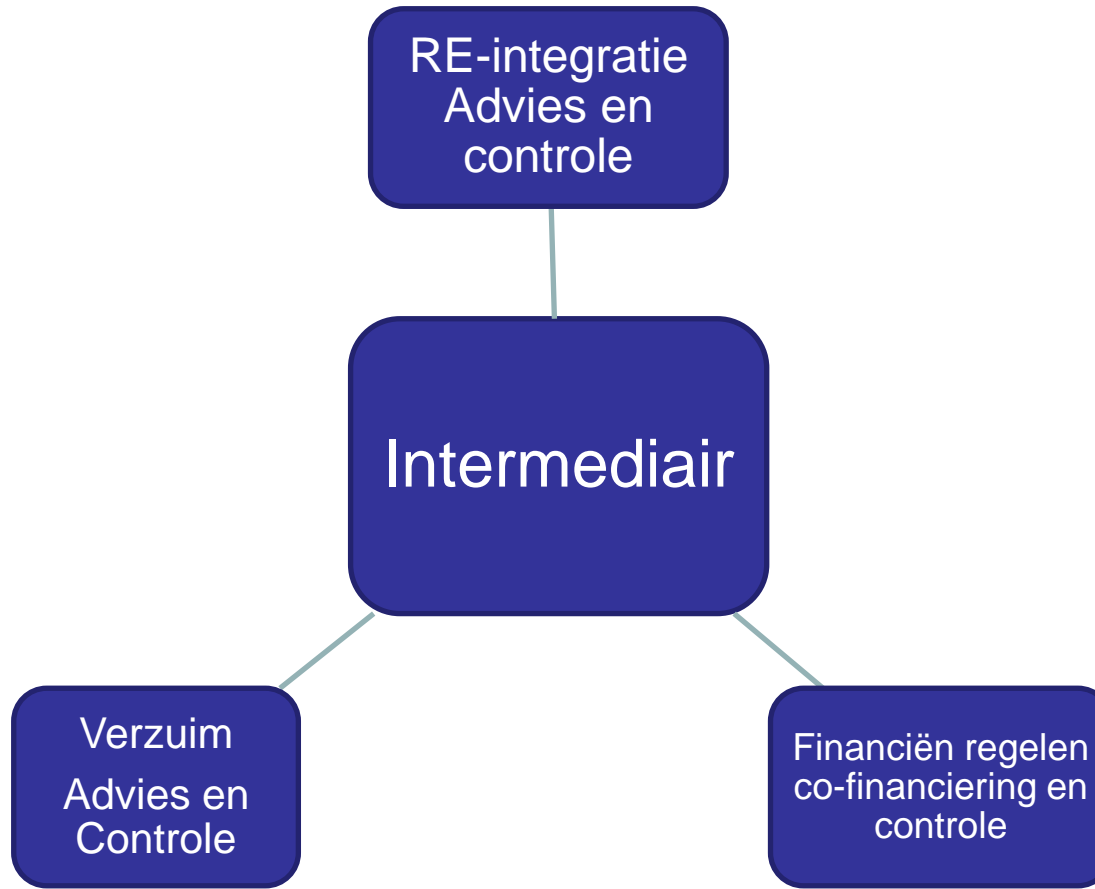 RE-integratie
Advies en
controle
Intermediair
Verzuim
Advies en
Controle
Financiën regelen
co-financiering en
controle